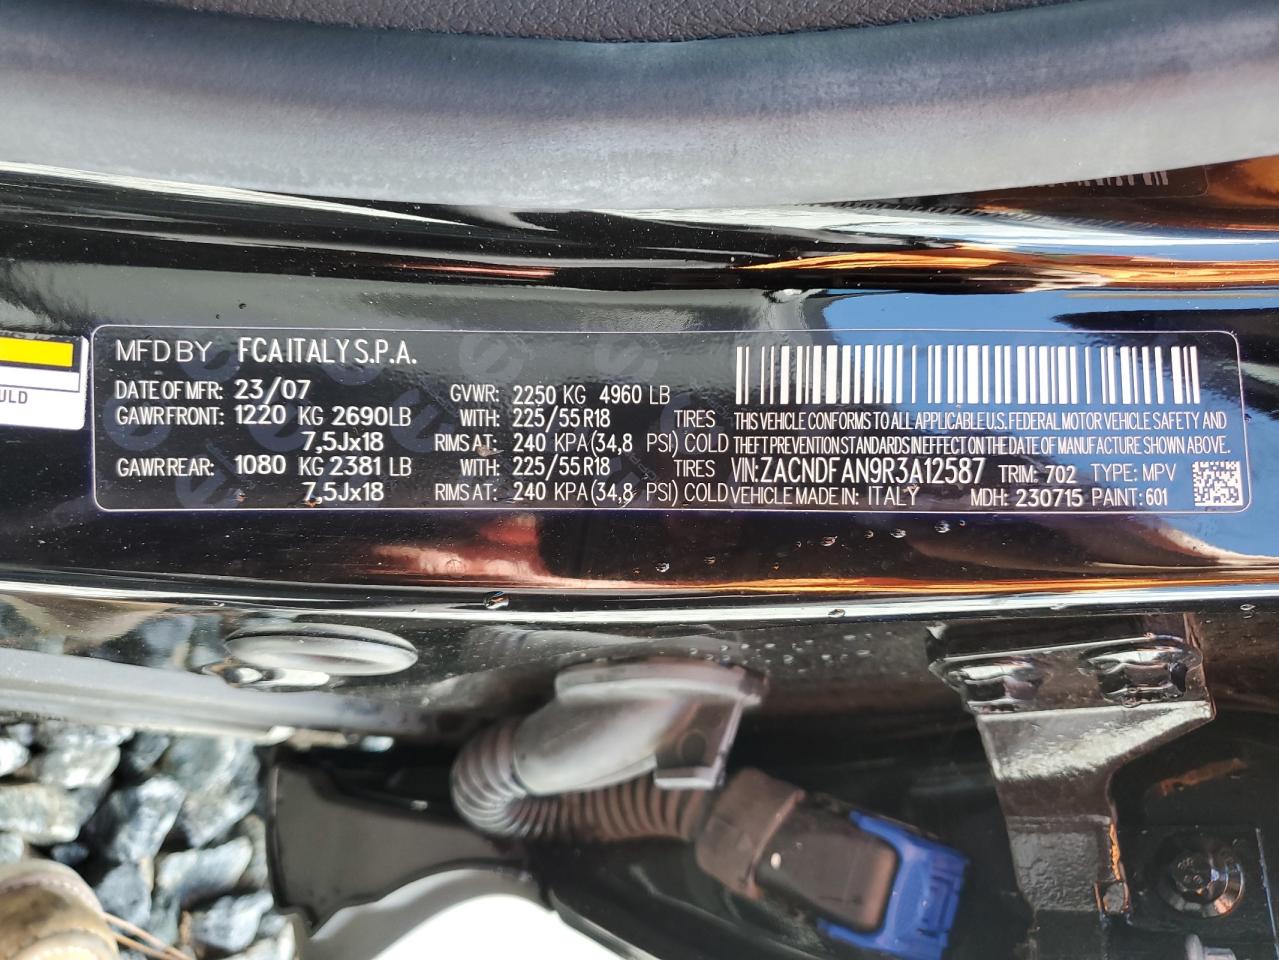 ULD
MFD BY FCA ITALY S.P.A.
DATE OF MFR: 23/07 GVWR: 2250 KG 4960 LB
GAWR FRONT: 1220 KG 2690LB WITH: 225/55R18 TIRES
7,5Jx18 RIMS AT: 240 KPA(34,8 PSI) COLD
GAWR REAR: 1080 KG 2381 LB WITH: 225/55R18 TIRES
7,5Jx18 RIMS AT: 240 KPA(34,8 PSI) COLD
THIS VEHICLE CONFORMS TO ALL APPLICABLE U.S. FEDERAL MOTOR VEHICLE SAFETY AND
THEFT PREVENTION STANDARDS IN EFFECT ON THE DATE OF MANUFACTURE SHOWN ABOVE.
VIN:ZACNDFAN9R3A12587 TRIM: 702 TYPE: MPV
VEHICLE MADE IN: ITALY MDH: 230715 PAINT: 601